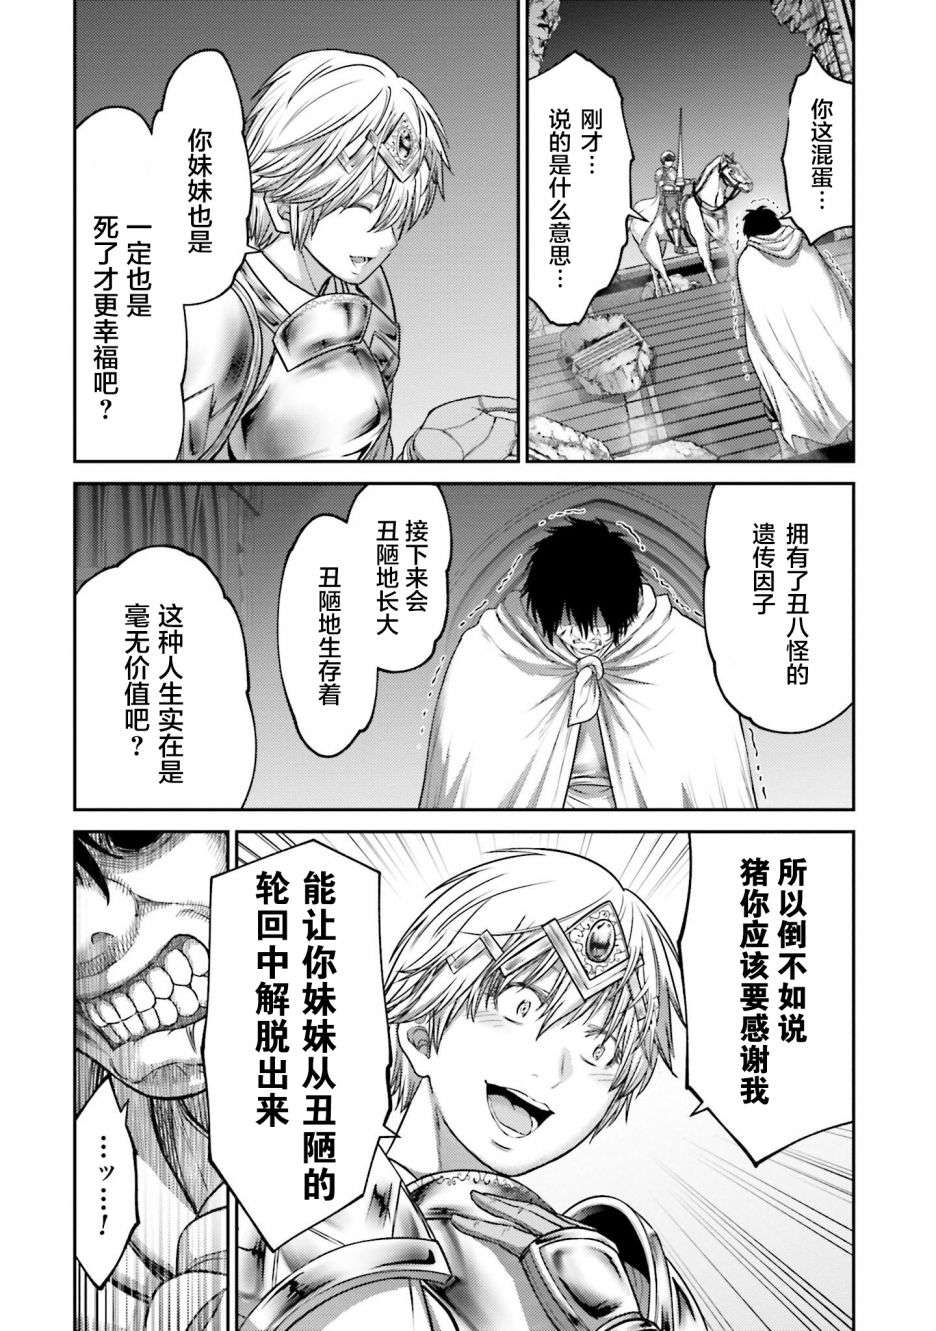 你这混蛋…
刚才…
说的是什么意思…
你妹妹也是
一定也是
死了才更幸福吧？
拥有了丑八怪的
遗传因子
接下来会
丑陋地长大
丑陋地生存着
这种人生实在是
毫无价值吧？
所以倒不如说
猪你应该要感谢我
能让你妹妹从丑陋的
轮回中解脱出来
…ッ…！